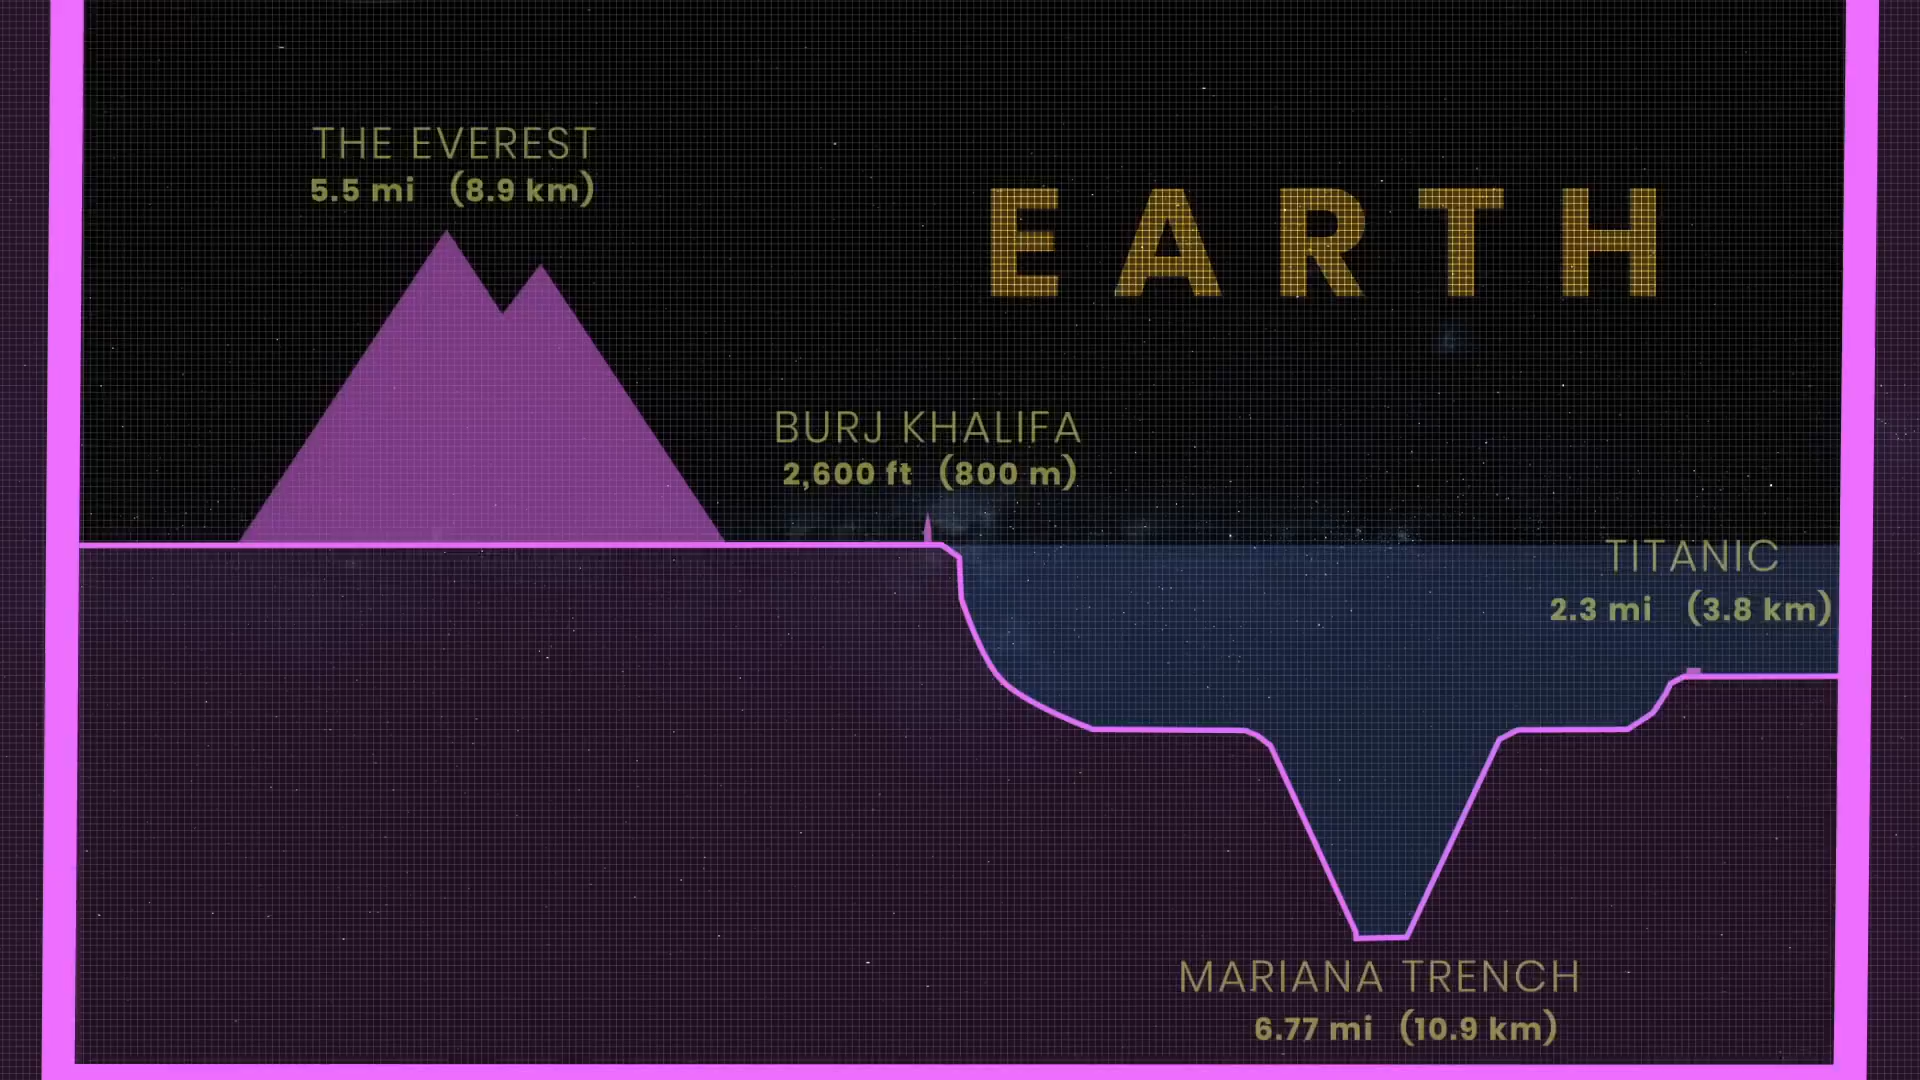 THE EVEREST
5.5 mi (8.9 km)
EARTH
BURJ KHALIFA
2,600 ft (800 m)
TITANIC
2.3 mi (3.8 km)
MARIANA TRENCH
6.77 mi (10.9 km)